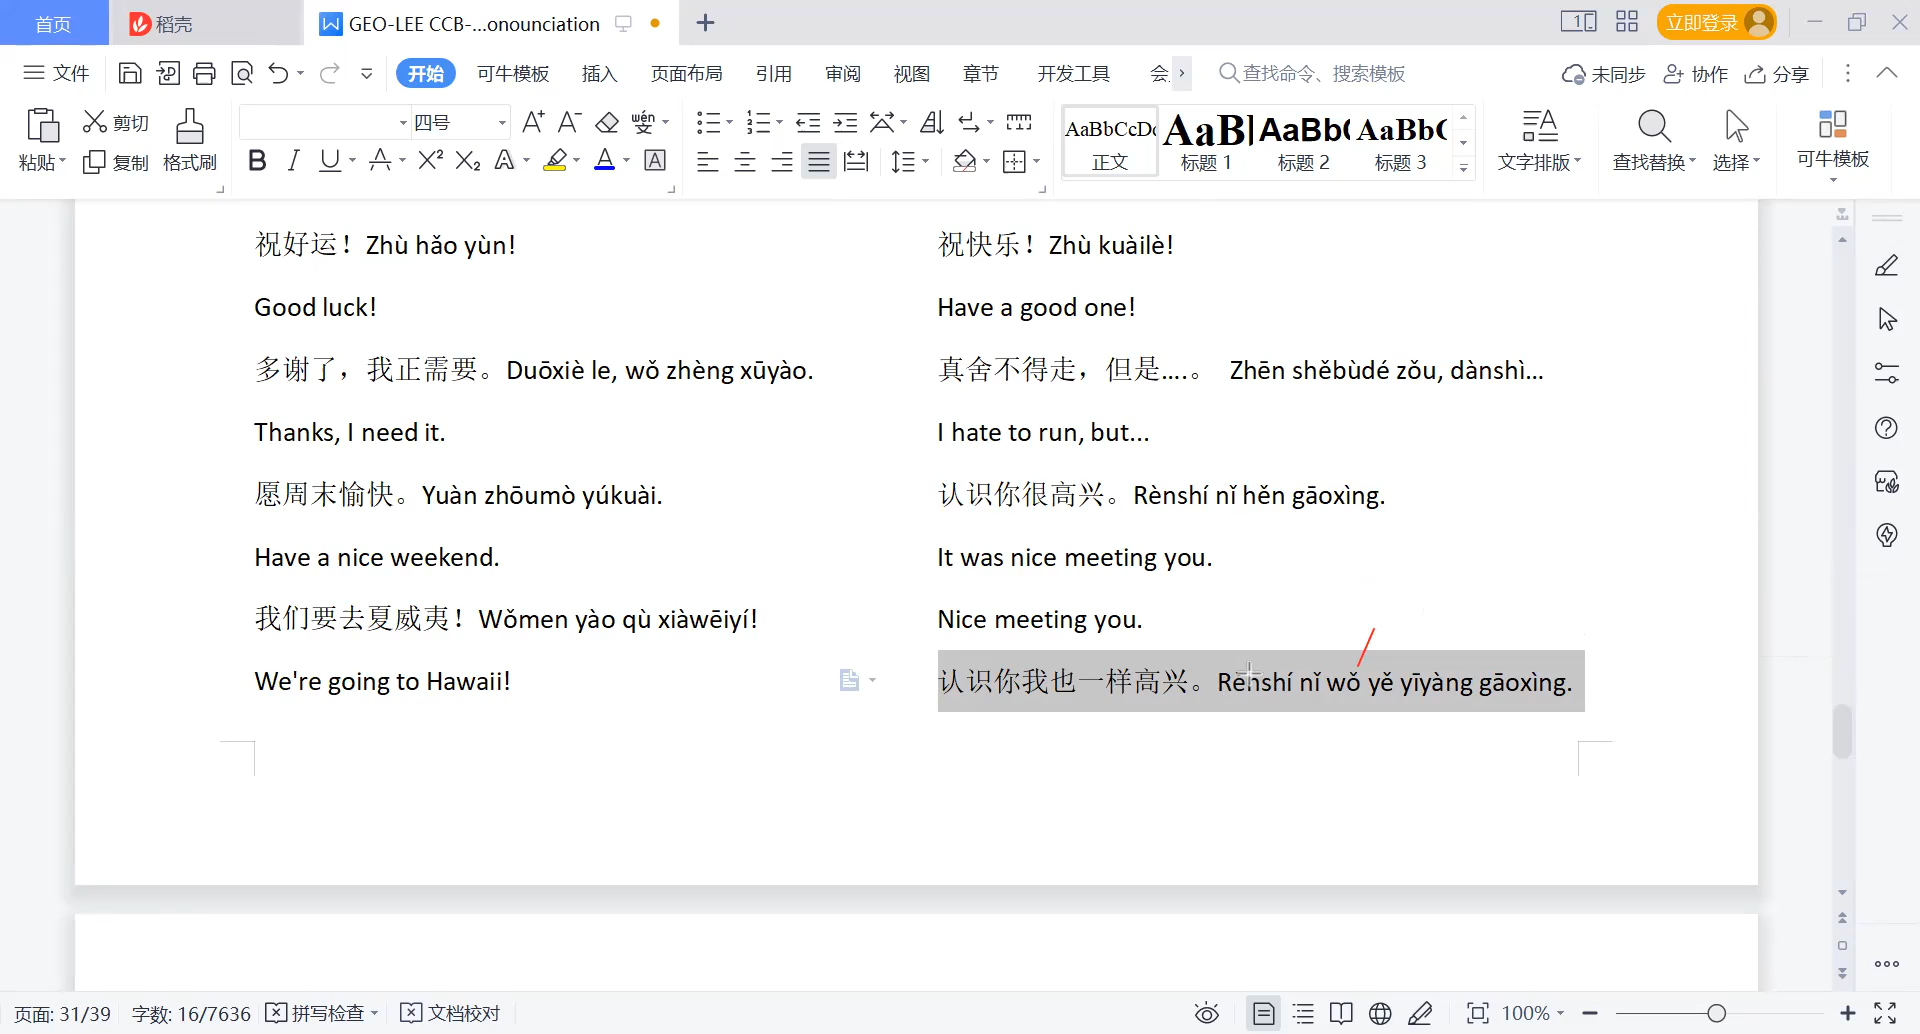 首页
稻壳
GEO-LEE CCB-...onounciation
立即登录
文件
开始
可牛模板
插入
页面布局
引用
审阅
视图
章节
开发工具
会
查找命令、搜索模板
未同步
协作
分享
粘贴
剪切
复制
格式刷
四号
AaBbCcDd
正文
AaBl
标题 1
AaBb(
标题 2
AaBb(
标题 3
文字排版
查找替换
选择
可牛模板
祝好运！Zhù hǎo yùn!
Good luck!
多谢了，我正需要。Duōxiè le, wǒ zhèng xūyào.
Thanks, I need it.
愿周末愉快。Yuàn zhōumò yúkuài.
Have a nice weekend.
我们要去夏威夷！Wǒmen yào qù xiàwēiyí!
We're going to Hawaii!
祝快乐！Zhù kuàilè!
Have a good one!
真舍不得走，但是....。 Zhēn shěbùdé zǒu, dànshì...
I hate to run, but...
认识你很高兴。Rènshí nǐ hěn gāoxìng.
It was nice meeting you.
Nice meeting you.
认识你我也一样高兴。Rènshí nǐ wǒ yě yīyàng gāoxìng.
页面: 31/39
字数: 16/7636
拼写检查
文档校对
100%